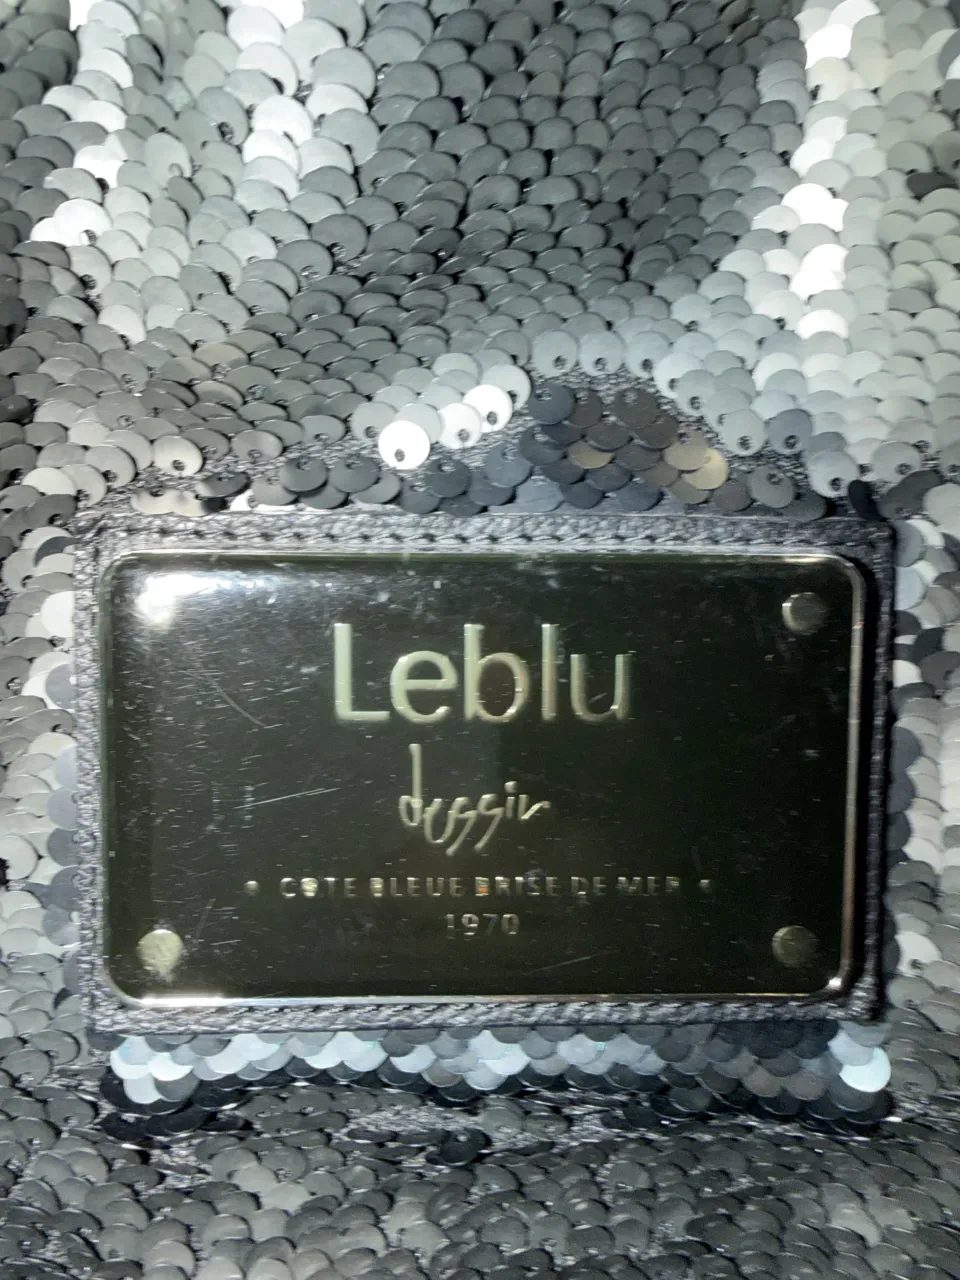 Leblu
dessin
• COTE BLEUE BRISE DE MER •
1970